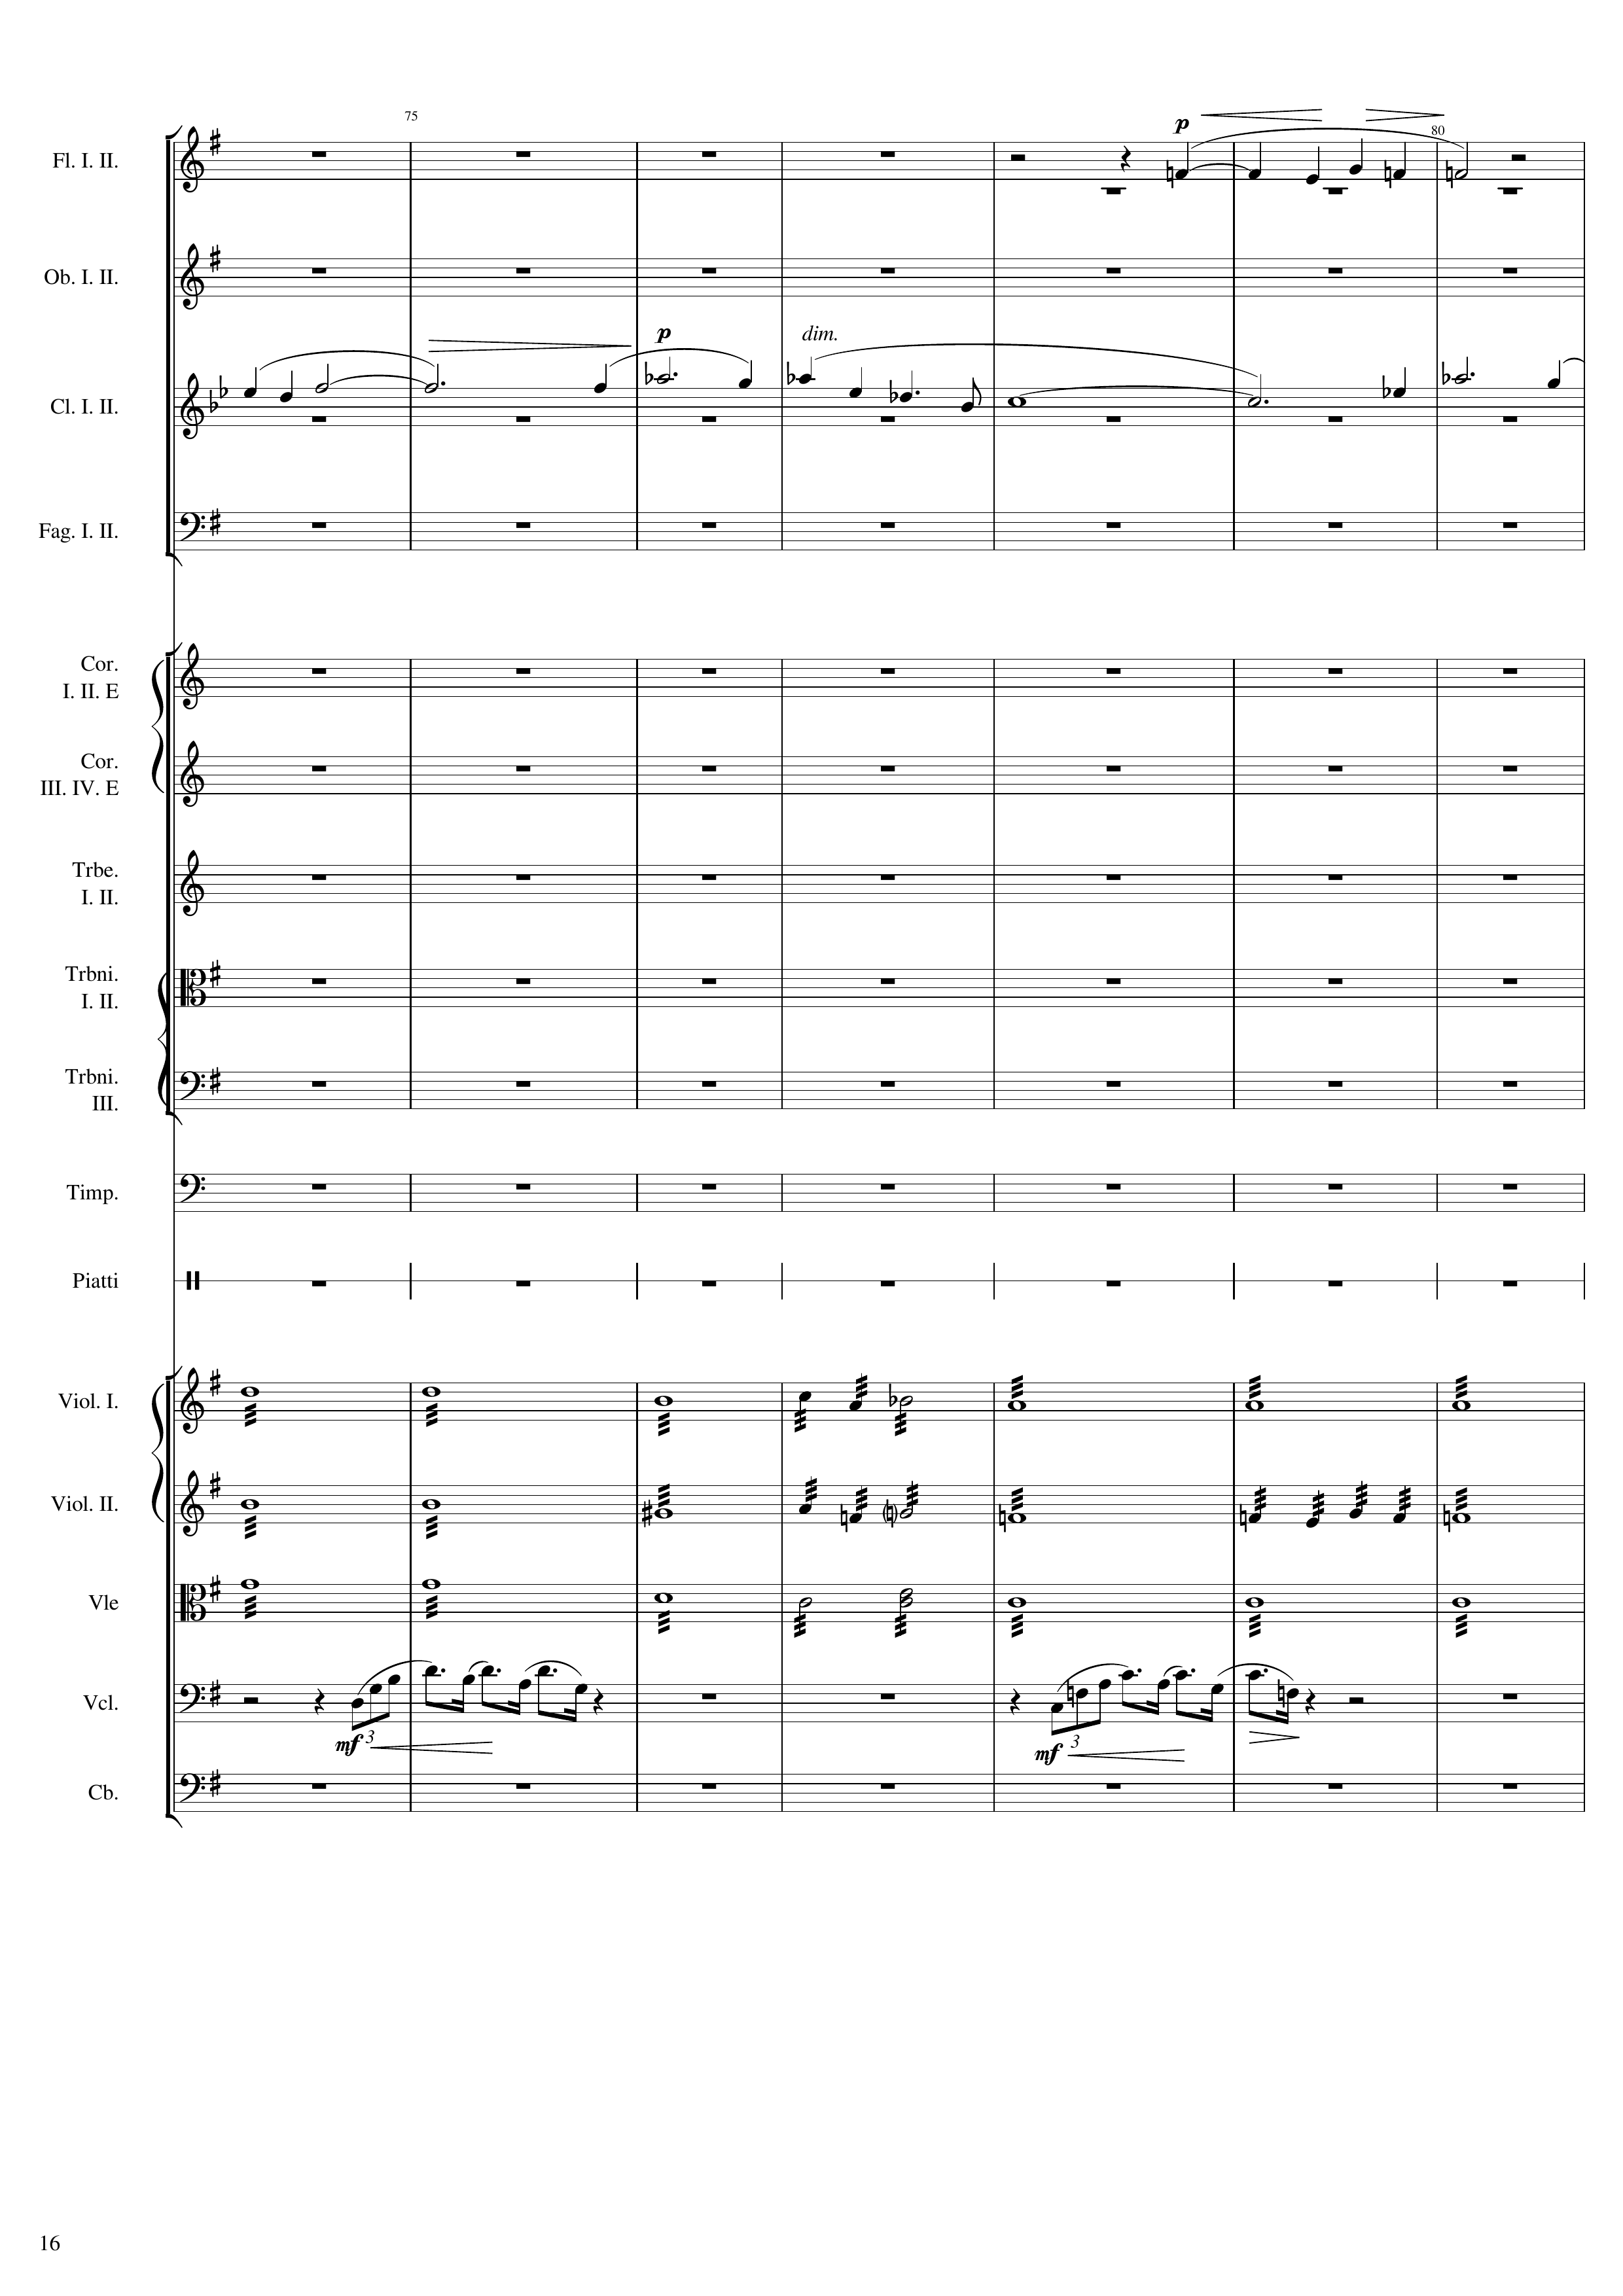 75
p
80
Fl. I. II.
Ob. I. II.
p
dim.
Cl. I. II.
Fag. I. II.
Cor.
I. II. E
Cor.
III. IV. E
Trbe.
I. II.
Trbni.
I. II.
Trbni.
III.
Timp.
Piatti
Viol. I.
Viol. II.
Vle
Vcl.
mf
3
mf
3
Cb.
16